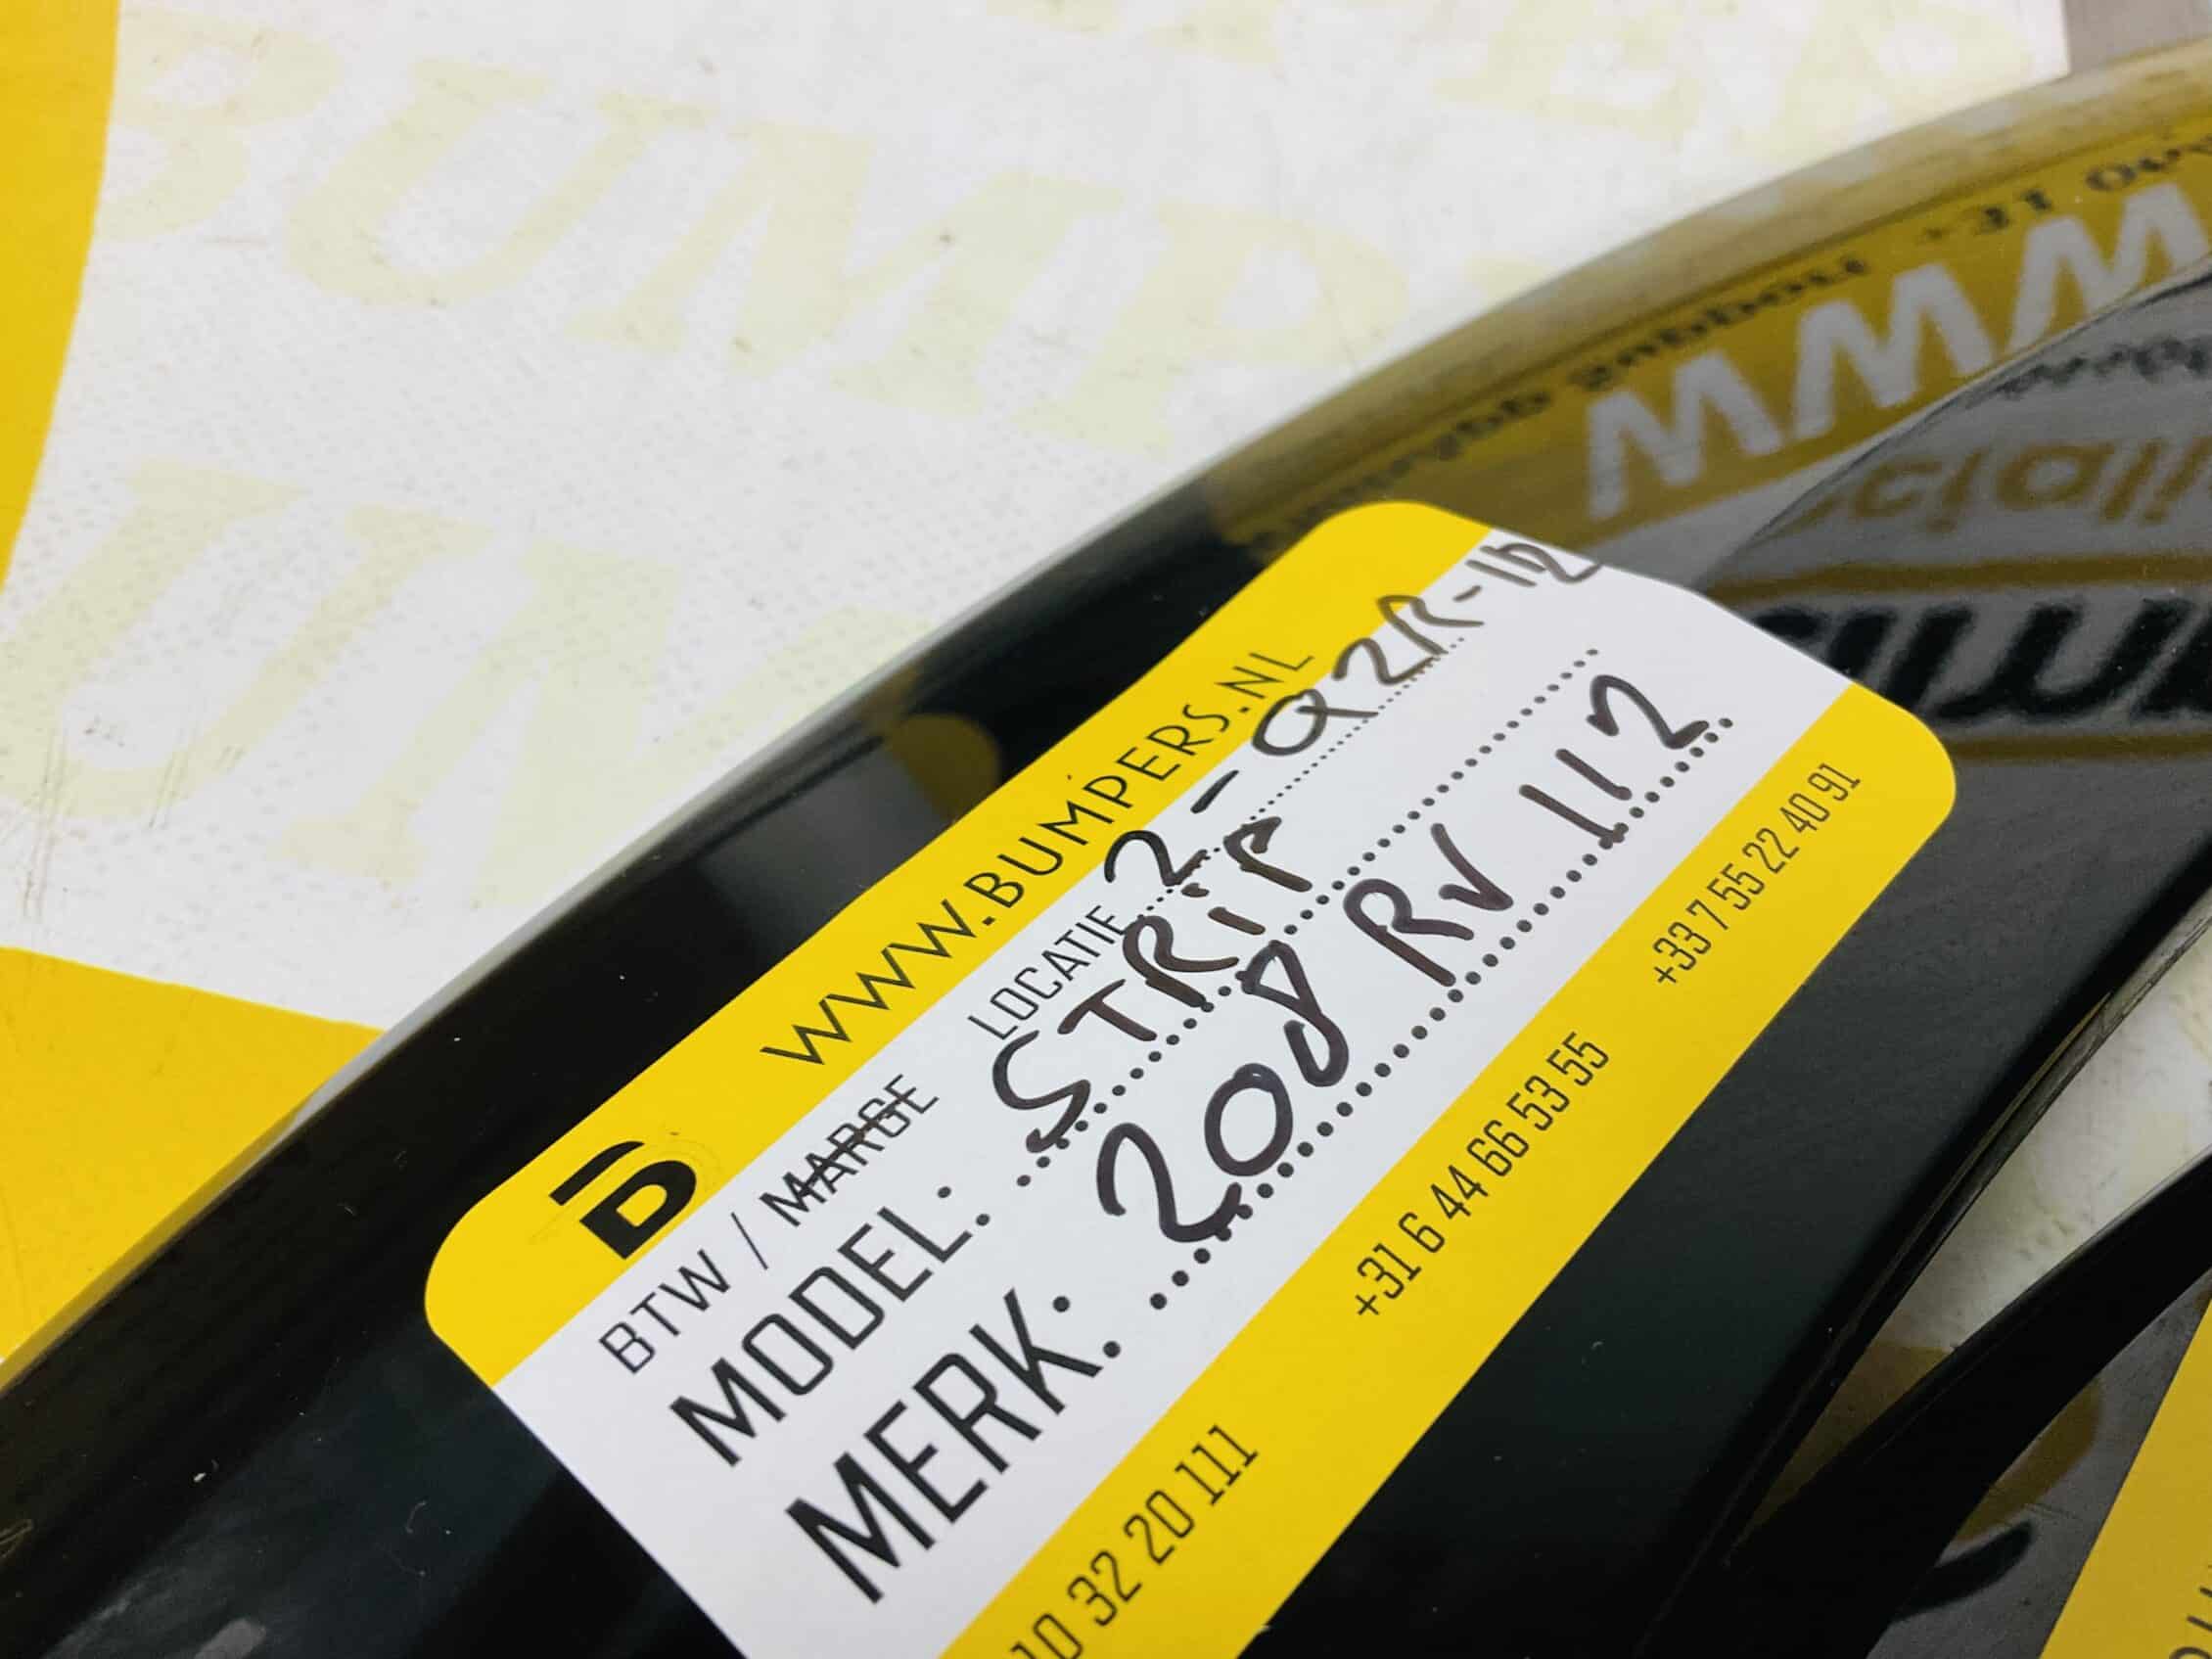 WWW.BUMPERS.NL
BTW / MARGE LOCATIE 2-Q2R-12
MODEL: STRIP
MERK: 208 RV 112
10 32 20 111 +31 6 44 66 53 55 +33 7 55 22 40 91